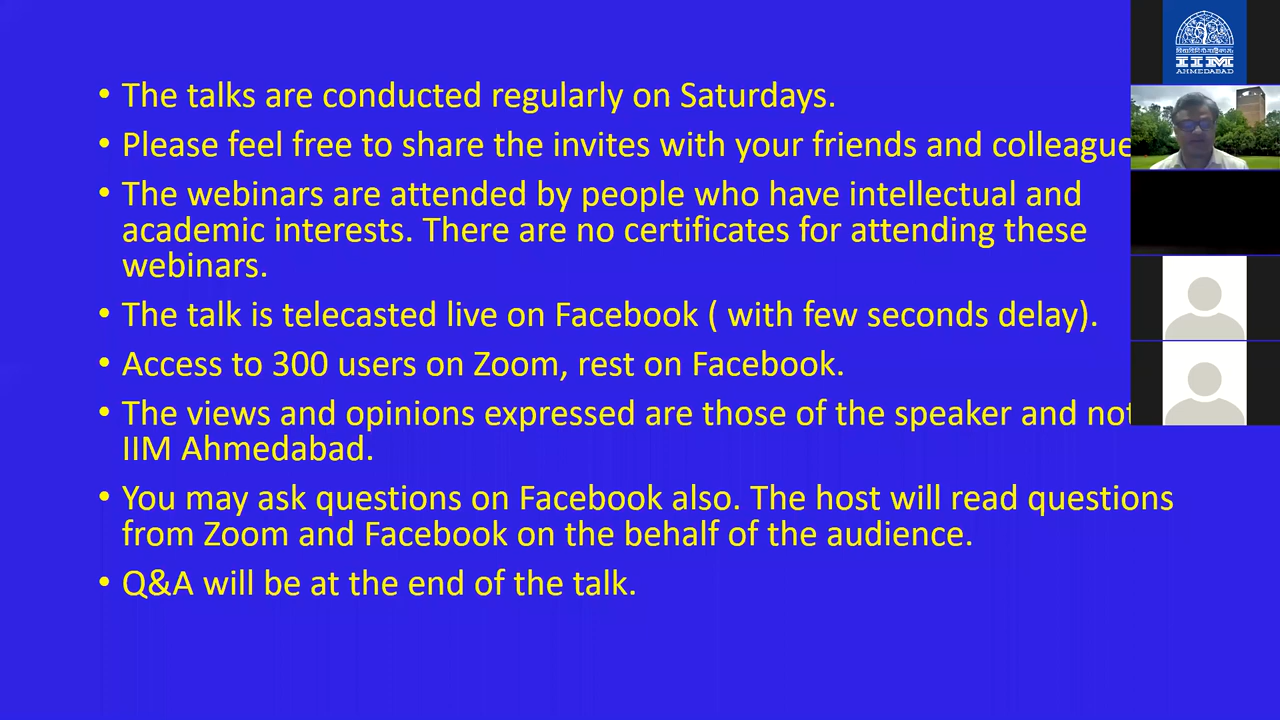 • The talks are conducted regularly on Saturdays.
• Please feel free to share the invites with your friends and colleague
• The webinars are attended by people who have intellectual and
academic interests. There are no certificates for attending these
webinars.
• The talk is telecasted live on Facebook ( with few seconds delay).
• Access to 300 users on Zoom, rest on Facebook.
• The views and opinions expressed are those of the speaker and not
IIM Ahmedabad.
• You may ask questions on Facebook also. The host will read questions
from Zoom and Facebook on the behalf of the audience.
• Q&A will be at the end of the talk.
IIM
AHMEDABAD